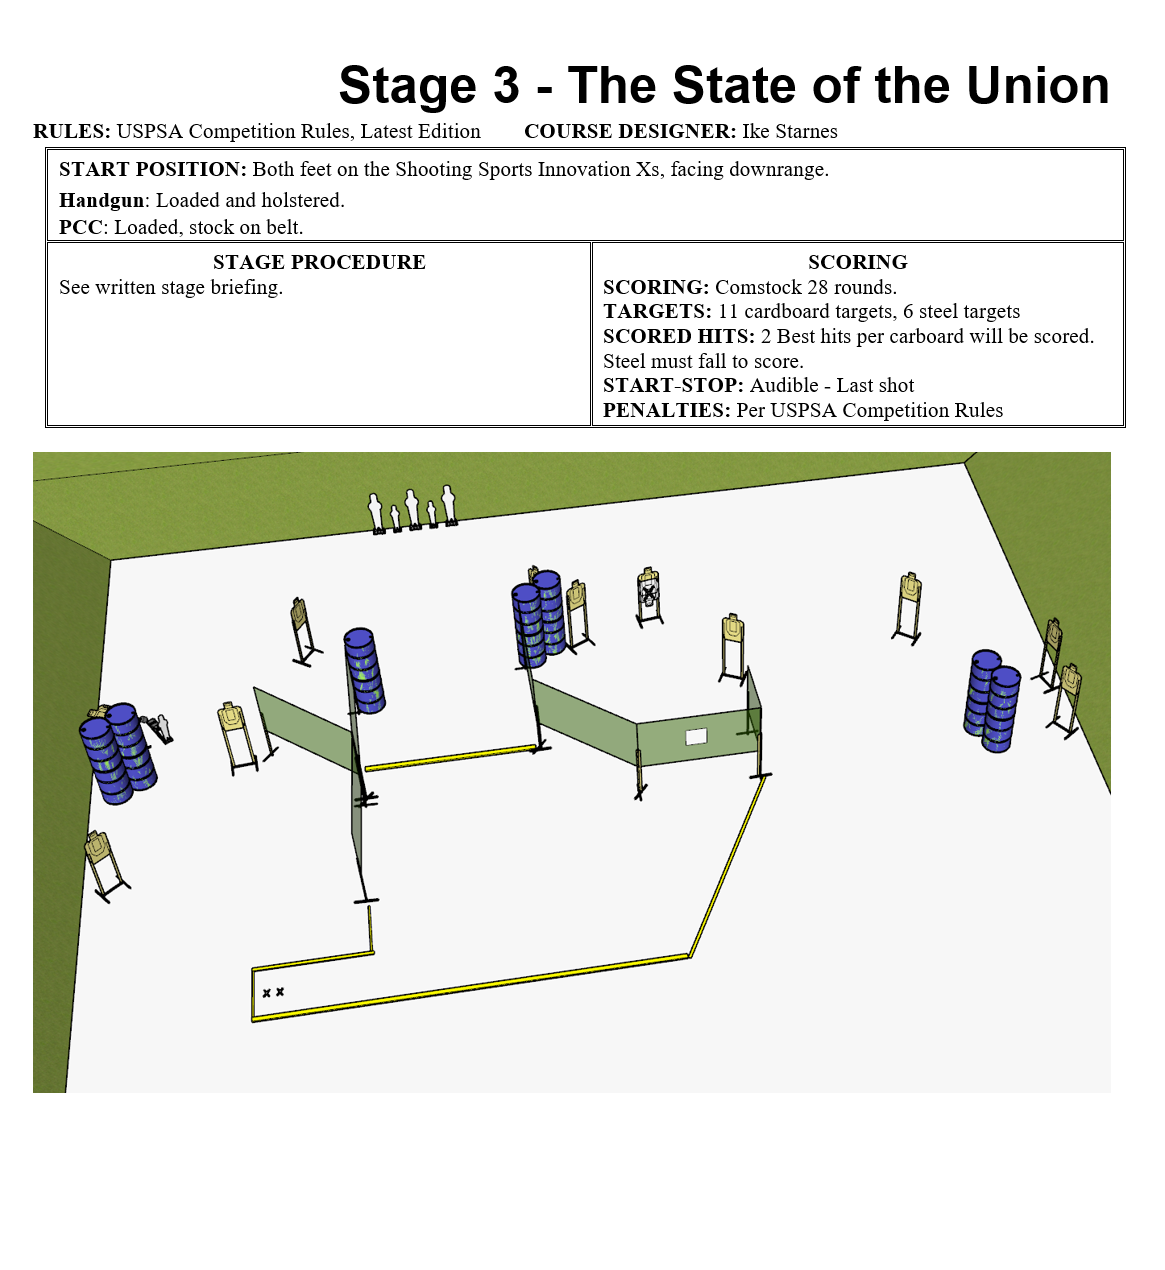 Stage 3 - The State of the Union
RULES: USPSA Competition Rules, Latest Edition COURSE DESIGNER: Ike Starnes
START POSITION: Both feet on the Shooting Sports Innovation Xs, facing downrange.
Handgun: Loaded and holstered.
PCC: Loaded, stock on belt.
STAGE PROCEDURE
See written stage briefing.
SCORING
SCORING: Comstock 28 rounds.
TARGETS: 11 cardboard targets, 6 steel targets
SCORED HITS: 2 Best hits per carboard will be scored.
Steel must fall to score.
START-STOP: Audible - Last shot
PENALTIES: Per USPSA Competition Rules
x x